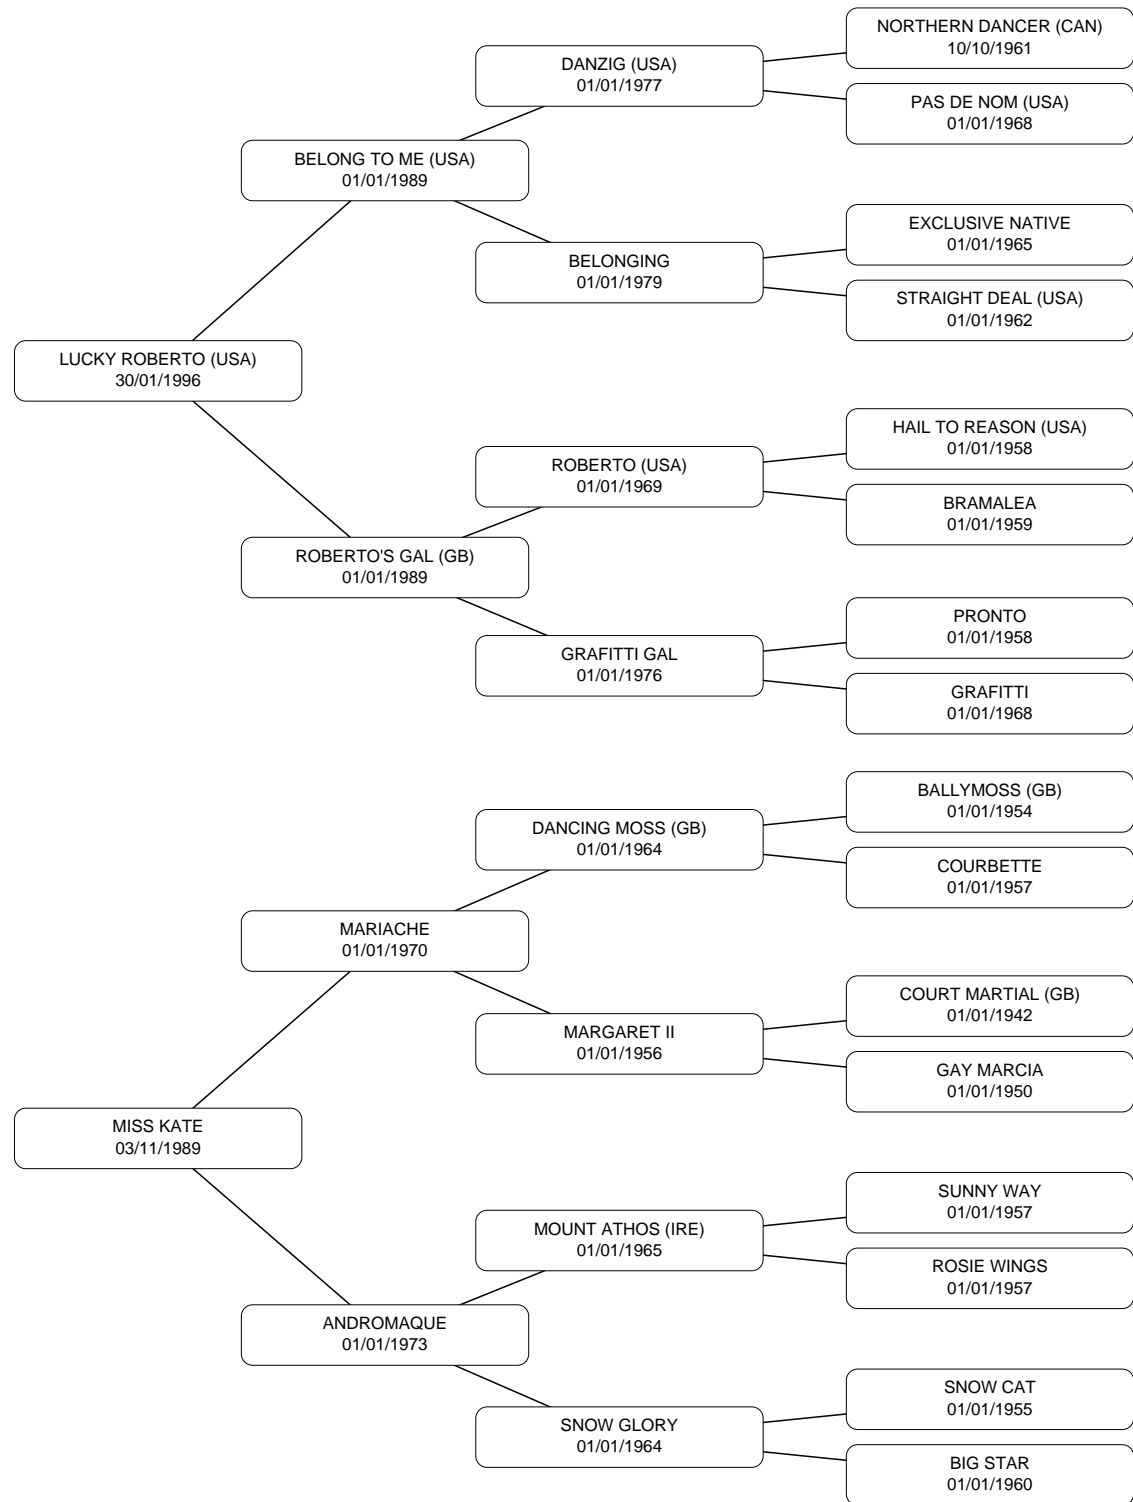 NORTHERN DANCER (CAN)
10/10/1961
DANZIG (USA)
01/01/1977
PAS DE NOM (USA)
01/01/1968
BELONG TO ME (USA)
01/01/1989
EXCLUSIVE NATIVE
01/01/1965
BELONGING
01/01/1979
STRAIGHT DEAL (USA)
01/01/1962
LUCKY ROBERTO (USA)
30/01/1996
HAIL TO REASON (USA)
01/01/1958
ROBERTO (USA)
01/01/1969
BRAMALEA
01/01/1959
ROBERTO'S GAL (GB)
01/01/1989
PRONTO
01/01/1958
GRAFITTI GAL
01/01/1976
GRAFITTI
01/01/1968
BALLYMOSS (GB)
01/01/1954
DANCING MOSS (GB)
01/01/1964
COURBETTE
01/01/1957
MARIACHE
01/01/1970
COURT MARTIAL (GB)
01/01/1942
MARGARET II
01/01/1956
GAY MARCIA
01/01/1950
MISS KATE
03/11/1989
SUNNY WAY
01/01/1957
MOUNT ATHOS (IRE)
01/01/1965
ROSIE WINGS
01/01/1957
ANDROMAQUE
01/01/1973
SNOW CAT
01/01/1955
SNOW GLORY
01/01/1964
BIG STAR
01/01/1960